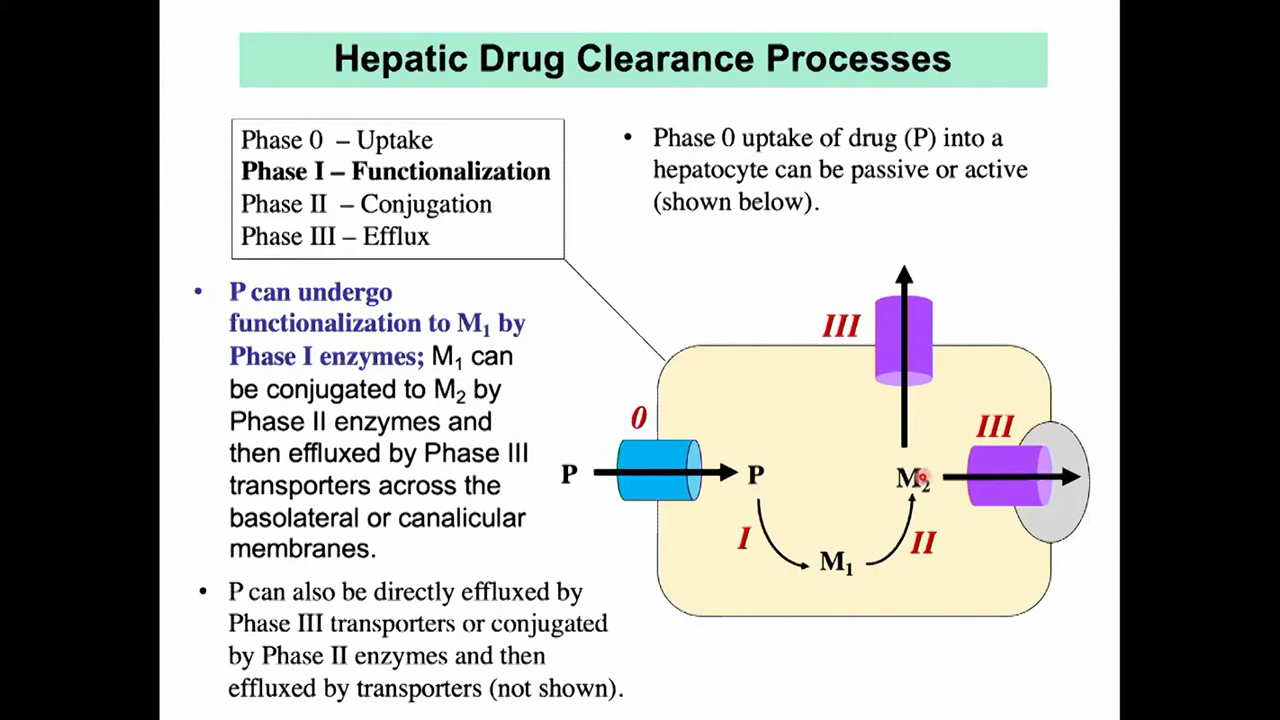 Hepatic Drug Clearance Processes
Phase 0 – Uptake
Phase I – Functionalization
Phase II – Conjugation
Phase III – Efflux
• Phase 0 uptake of drug (P) into a
hepatocyte can be passive or active
(shown below).
• P can undergo
functionalization to M₁ by
Phase I enzymes; M₁ can
be conjugated to M₂ by
Phase II enzymes and
then effluxed by Phase III
transporters across the
basolateral or canalicular
membranes.
• P can also be directly effluxed by
Phase III transporters or conjugated
by Phase II enzymes and then
effluxed by transporters (not shown).
III
0
III
P
P
M₂
I
II
M₁